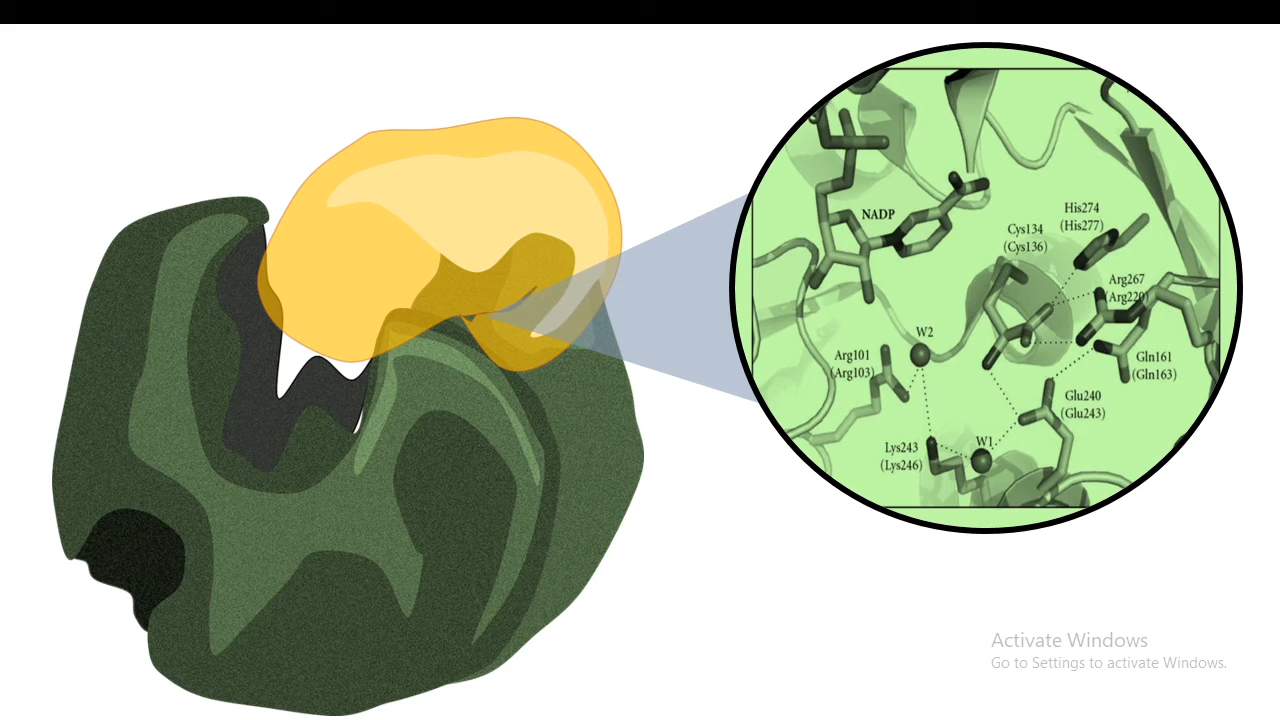 NADP
His274
(His277)
Cys134
(Cys136)
Arg267
(Arg220)
W2
Arg101
(Arg103)
Gln161
(Gln163)
Glu240
(Glu243)
W1
Lys243
(Lys246)
Activate Windows
Go to Settings to activate Windows.